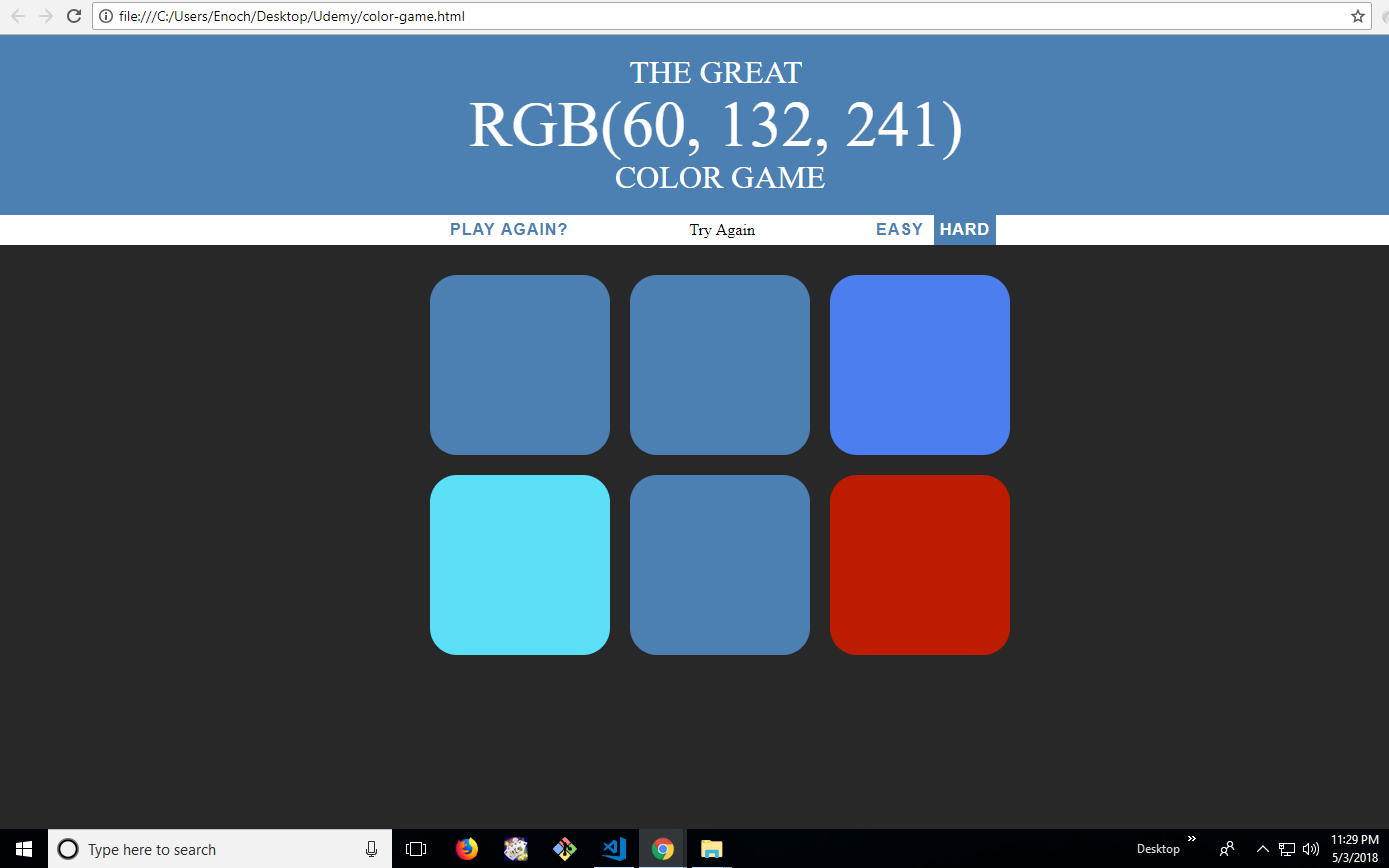 file:///C:/Users/Enoch/Desktop/Udemy/color-game.html
THE GREAT
RGB(60, 132, 241)
COLOR GAME
PLAY AGAIN? Try Again EASY HARD
Type here to search
Desktop
11:29 PM
5/3/2018